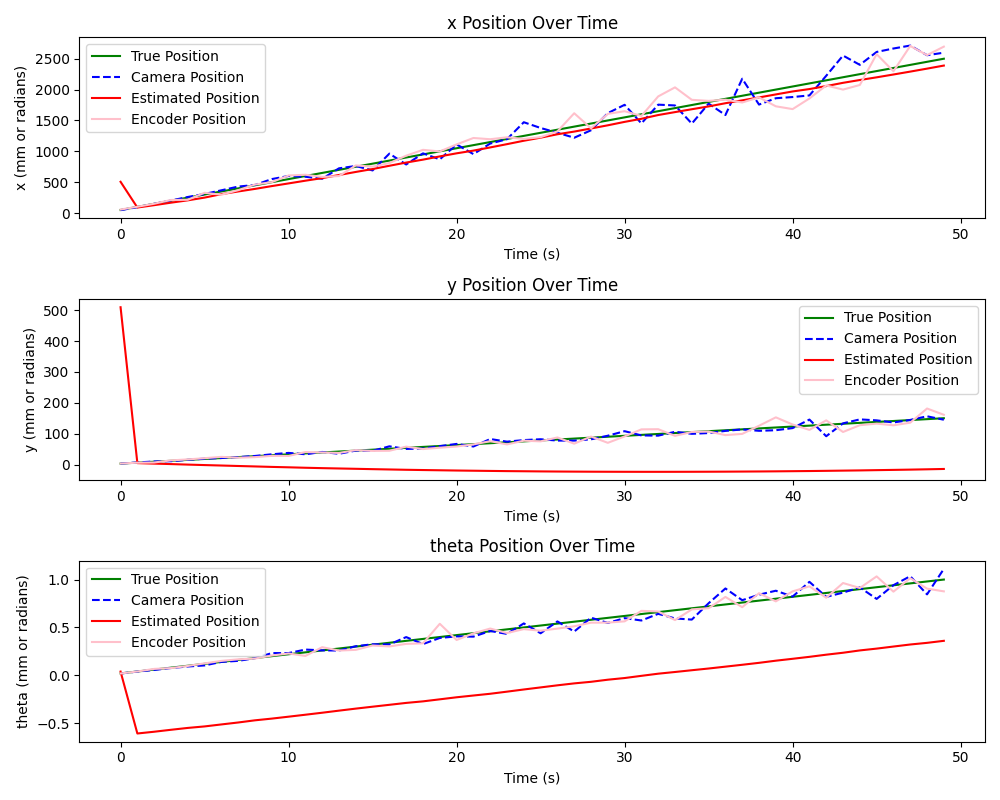 x Position Over Time
x (mm or radians)
2500
2000
1500
1000
500
0
True Position
Camera Position
Estimated Position
Encoder Position
0
10
20
30
40
50
Time (s)
y Position Over Time
y (mm or radians)
500
400
300
200
100
0
True Position
Camera Position
Estimated Position
Encoder Position
0
10
20
30
40
50
Time (s)
theta Position Over Time
theta (mm or radians)
1.0
0.5
0.0
−0.5
True Position
Camera Position
Estimated Position
Encoder Position
0
10
20
30
40
50
Time (s)